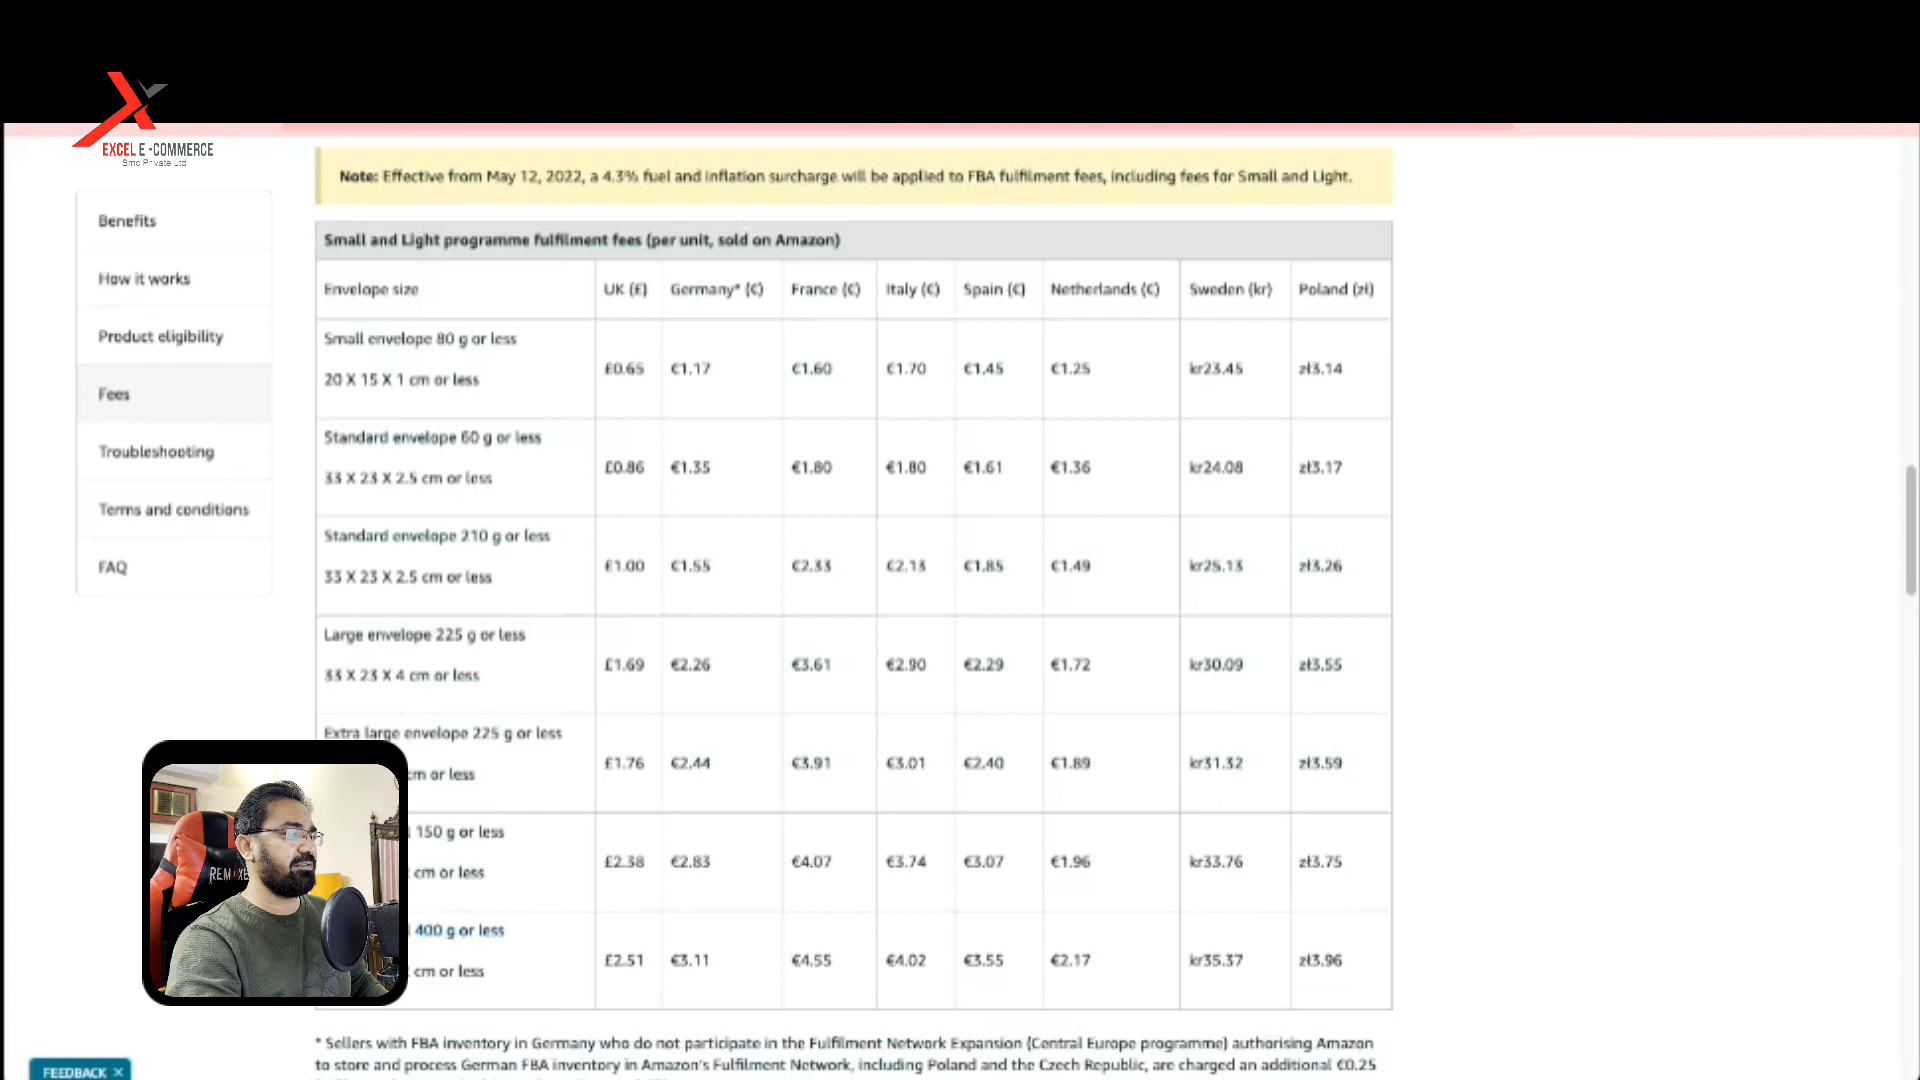 EXCEL E-COMMERCE
Smc Private Ltd
Note: Effective from May 12, 2022, a 4.3% fuel and inflation surcharge will be applied to FBA fulfilment fees, including fees for Small and Light.
Benefits
How it works
Product eligibility
Fees
Troubleshooting
Terms and conditions
FAQ
Small and Light programme fulfilment fees (per unit, sold on Amazon)
Envelope size UK (£) Germany* (€) France (€) Italy (€) Spain (€) Netherlands (€) Sweden (kr) Poland (zł)
Small envelope 80 g or less
20 X 15 X 1 cm or less
£0.65 €1.17 €1.60 €1.70 €1.45 €1.25 kr23.45 zł3.14
Standard envelope 60 g or less
33 X 23 X 2.5 cm or less
£0.86 €1.35 €1.80 €1.80 €1.61 €1.36 kr24.08 zł3.17
Standard envelope 210 g or less
33 X 23 X 2.5 cm or less
£1.00 €1.55 €2.33 €2.13 €1.85 €1.49 kr25.13 zł3.26
Large envelope 225 g or less
33 X 23 X 4 cm or less
£1.69 €2.26 €3.61 €2.90 €2.29 €1.72 kr30.09 zł3.55
Extra large envelope 225 g or less
cm or less
£1.76 €2.44 €3.91 €3.01 €2.40 €1.89 kr31.32 zł3.59
150 g or less
cm or less
£2.38 €2.83 €4.07 €3.74 €3.07 €1.96 kr33.76 zł3.75
400 g or less
cm or less
£2.51 €3.11 €4.55 €4.02 €3.55 €2.17 kr35.37 zł3.96
* Sellers with FBA inventory in Germany who do not participate in the Fulfilment Network Expansion (Central Europe programme) authorising Amazon
to store and process German FBA inventory in Amazon's Fulfilment Network, including Poland and the Czech Republic, are charged an additional €0.25
FEEDBACK ×